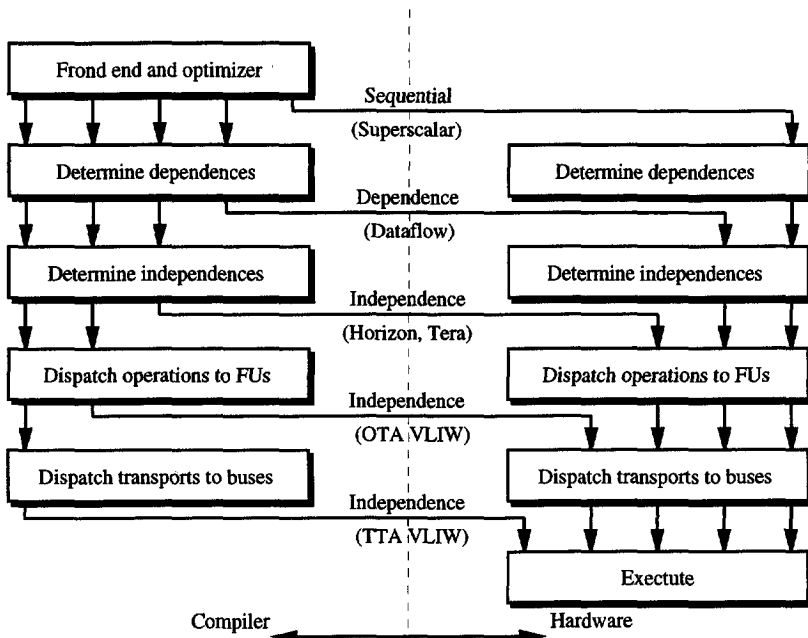 Frond end and optimizer
Sequential
(Superscalar)
Determine dependences
Determine dependences
Dependence
(Dataflow)
Determine independences
Determine independences
Independence
(Horizon, Tera)
Dispatch operations to FUs
Dispatch operations to FUs
Independence
(OTA VLIW)
Dispatch transports to buses
Dispatch transports to buses
Independence
(TTA VLIW)
Exectute
Compiler
Hardware